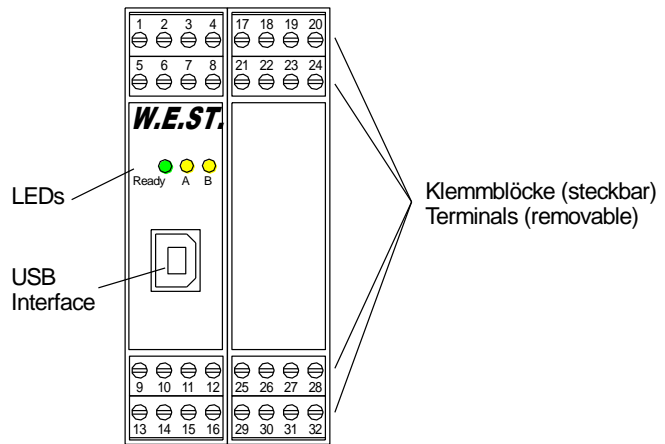 1 2 3 4 17 18 19 20
5 6 7 8 21 22 23 24
W.E.ST.
Ready A B
LEDs
Klemmblöcke (steckbar)
Terminals (removable)
USB
Interface
9 10 11 12 25 26 27 28
13 14 15 16 29 30 31 32